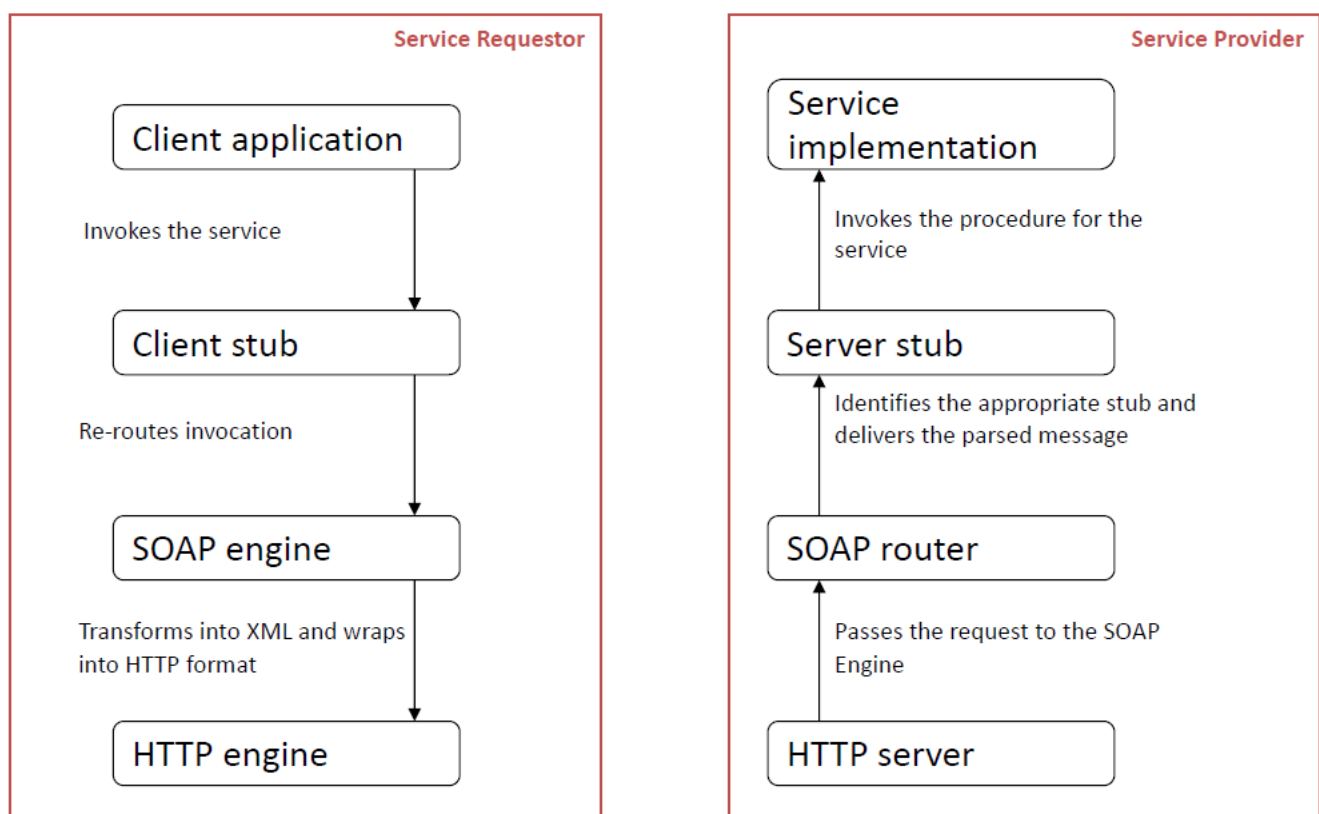 Service Requestor
Client application
Invokes the service
Client stub
Re-routes invocation
SOAP engine
Transforms into XML and wraps
into HTTP format
HTTP engine
Service Provider
Service
implementation
Invokes the procedure for the
service
Server stub
Identifies the appropriate stub and
delivers the parsed message
SOAP router
Passes the request to the SOAP
Engine
HTTP server